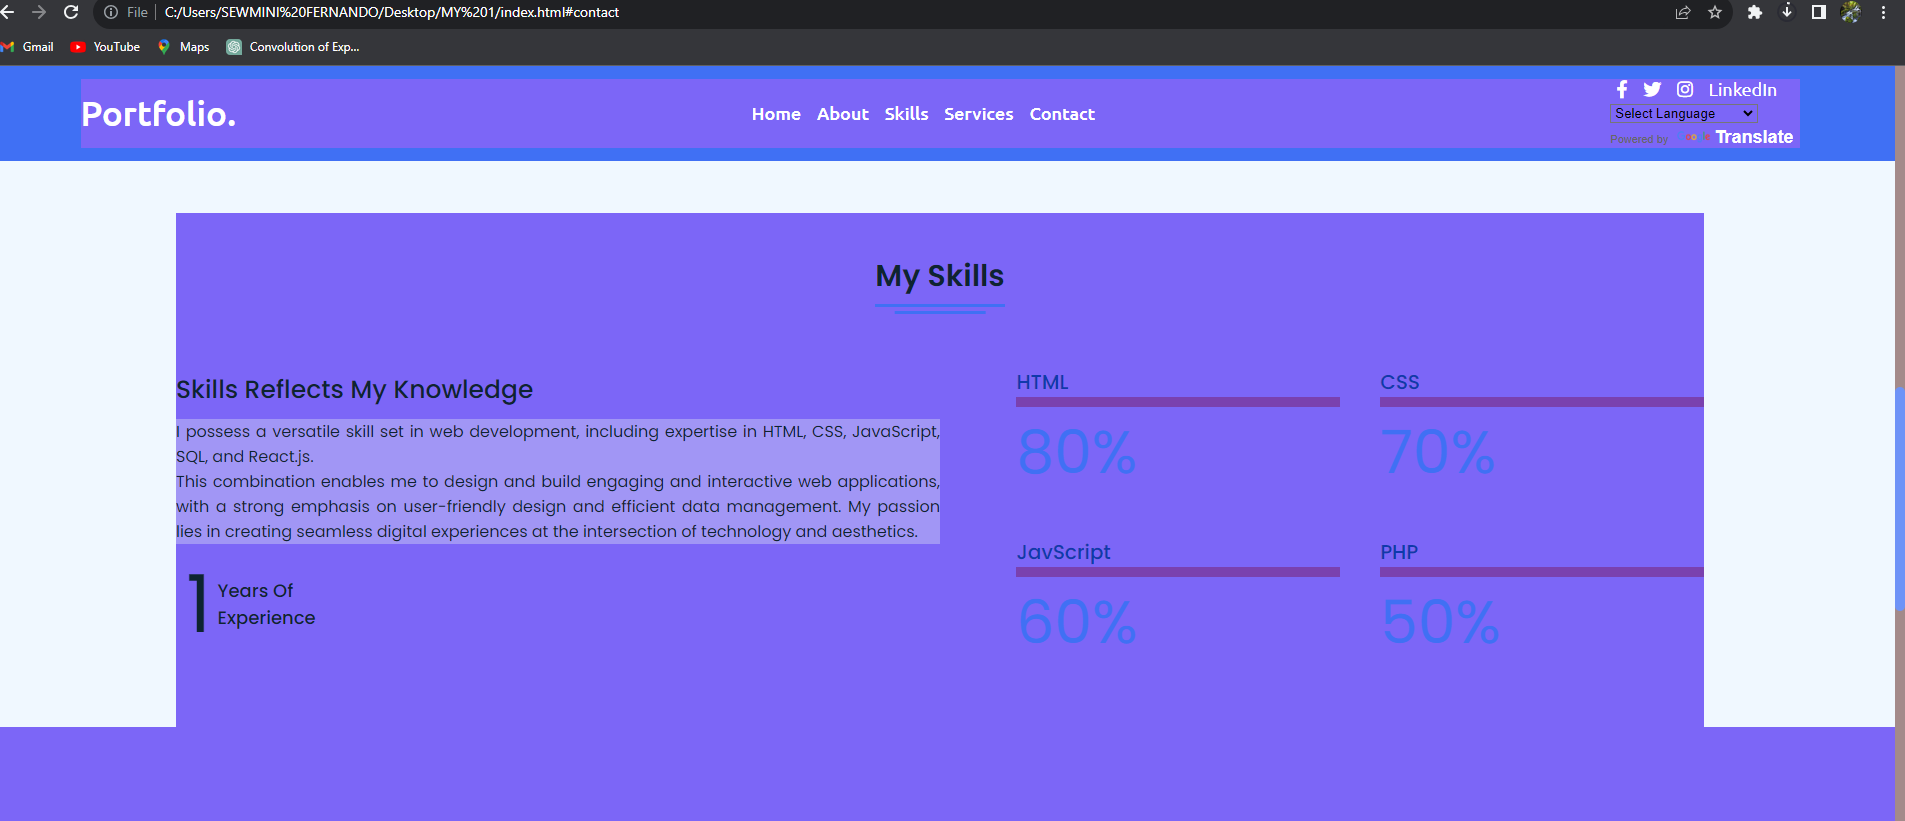 File C:/Users/SEWMINI%20FERNANDO/Desktop/MY%201/index.html#contact
Gmail YouTube Maps Convolution of Exp...
Portfolio.
Home About Skills Services Contact
LinkedIn
Select Language
Powered by Translate
My Skills
Skills Reflects My Knowledge
I possess a versatile skill set in web development, including expertise in HTML, CSS, JavaScript,
SQL, and React.js.
This combination enables me to design and build engaging and interactive web applications,
with a strong emphasis on user-friendly design and efficient data management. My passion
lies in creating seamless digital experiences at the intersection of technology and aesthetics.
1 Years Of
Experience
HTML
80%
CSS
70%
JavScript
60%
PHP
50%